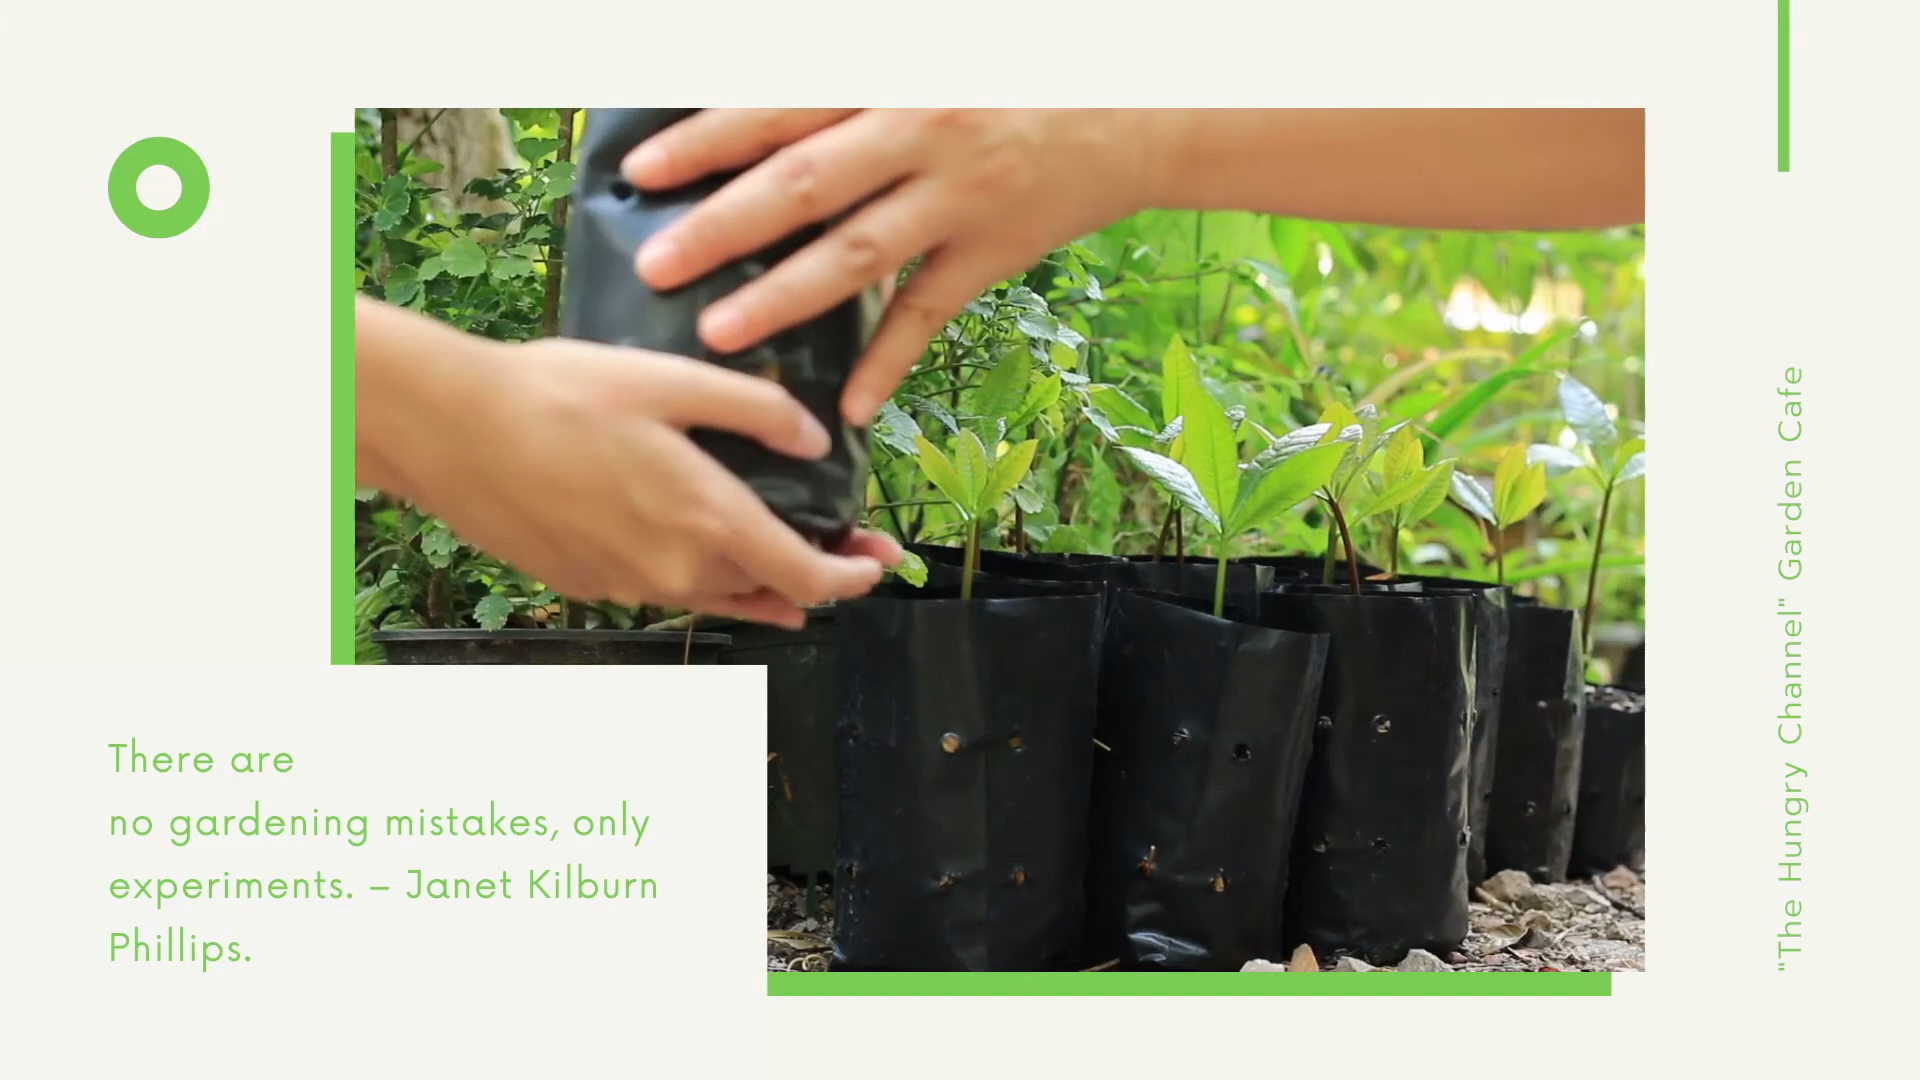 There are
no gardening mistakes, only
experiments. – Janet Kilburn
Phillips.
"The Hungry Channel" Garden Cafe